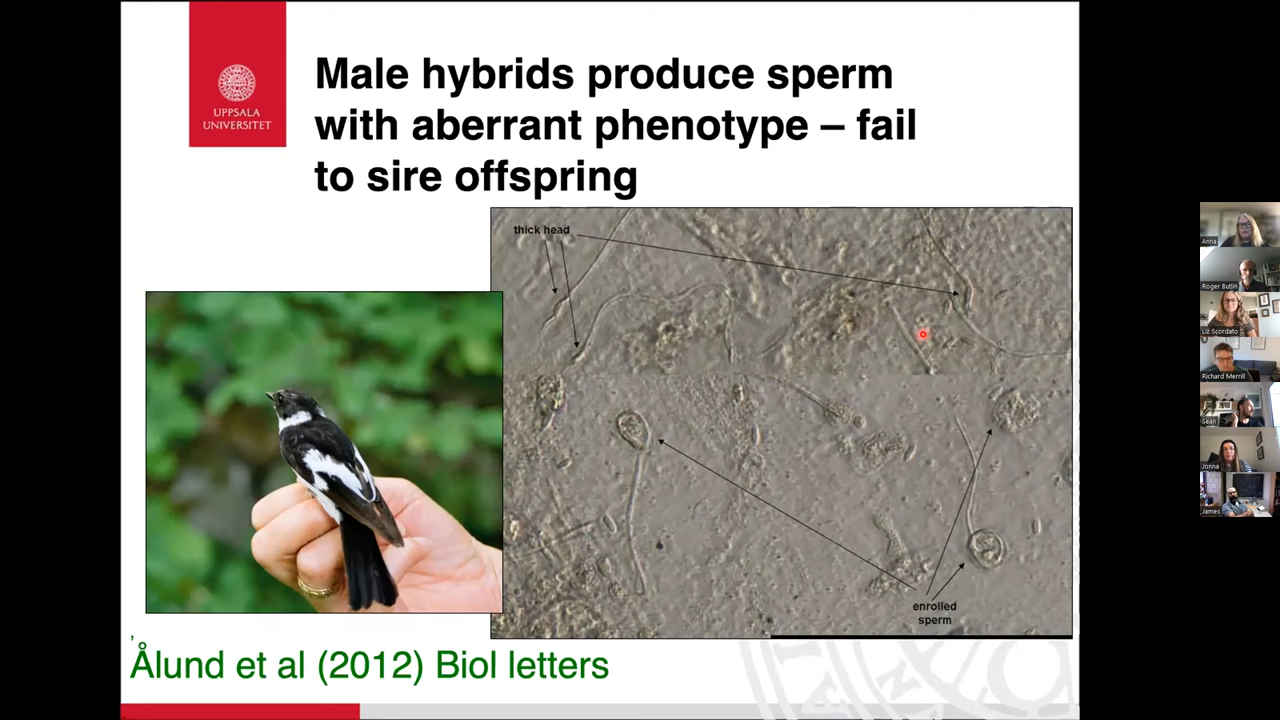 Male hybrids produce sperm
with aberrant phenotype – fail
to sire offspring
UPPSALA
UNIVERSITET
thick head
enrolled
sperm
Ålund et al (2012) Biol letters
Anna
Roger Butlin
Liz Scordato
Richard Merrill
Sean
Jonna
James